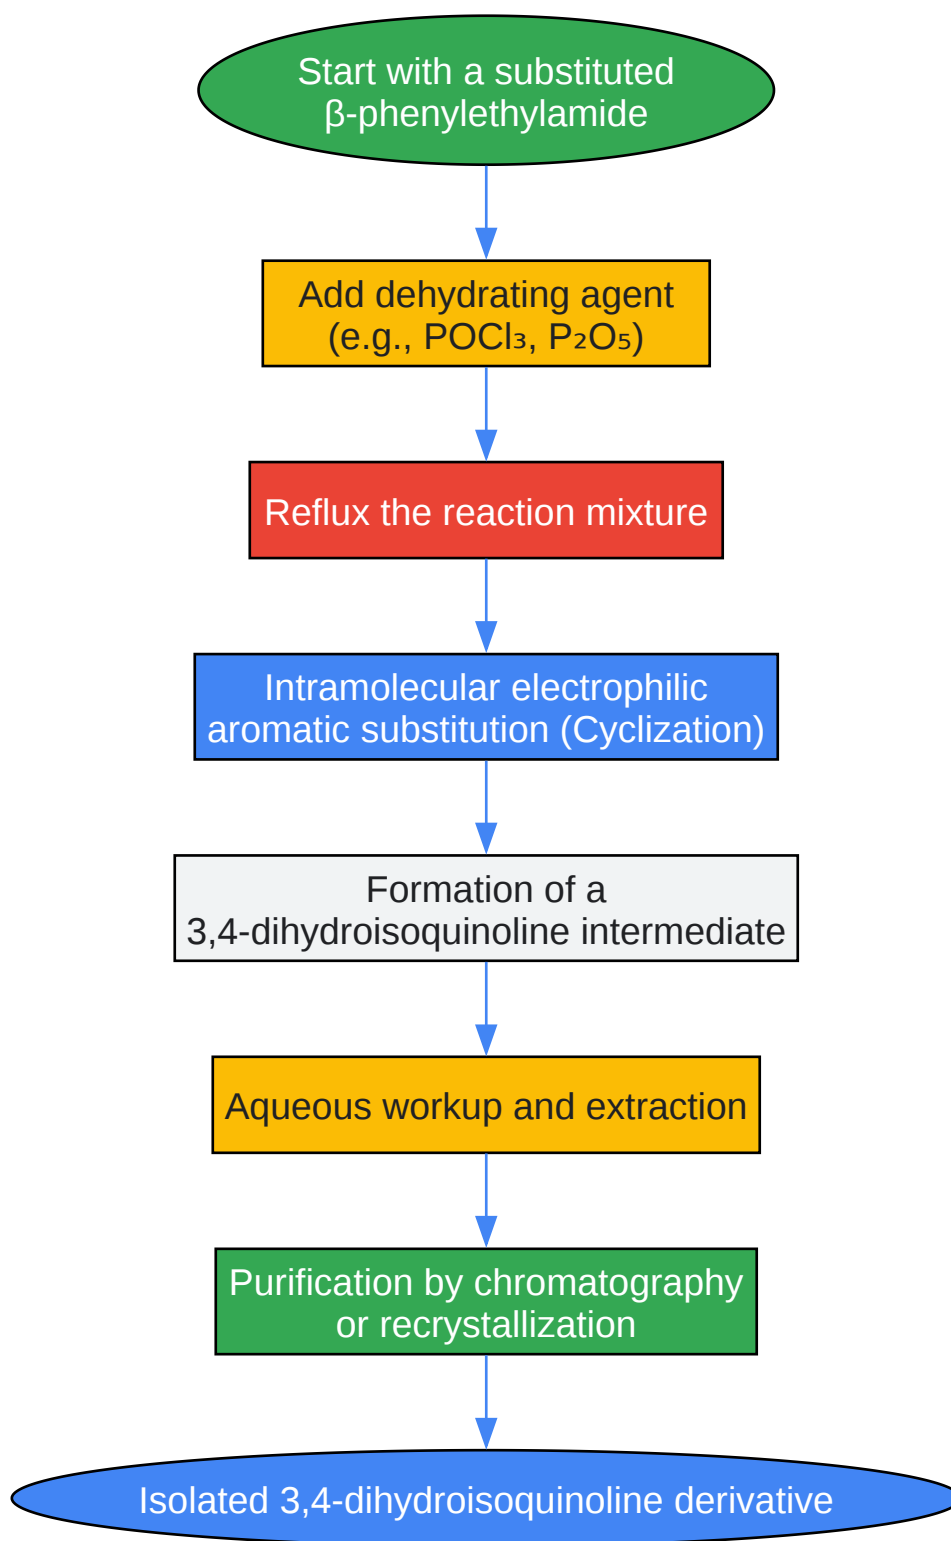 Start with a substituted
β-phenylethylamide
Add dehydrating agent
(e.g., POCl₃, P₂O₅)
Reflux the reaction mixture
Intramolecular electrophilic
aromatic substitution (Cyclization)
Formation of a
3,4-dihydroisoquinoline intermediate
Aqueous workup and extraction
Purification by chromatography
or recrystallization
Isolated 3,4-dihydroisoquinoline derivative